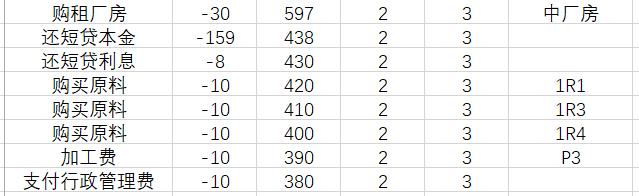 购租厂房 -30 597 2 3 中厂房
还短贷本金 -159 438 2 3
还短贷利息 -8 430 2 3
购买原料 -10 420 2 3 1R1
购买原料 -10 410 2 3 1R3
购买原料 -10 400 2 3 1R4
加工费 -10 390 2 3 P3
支付行政管理费 -10 380 2 3